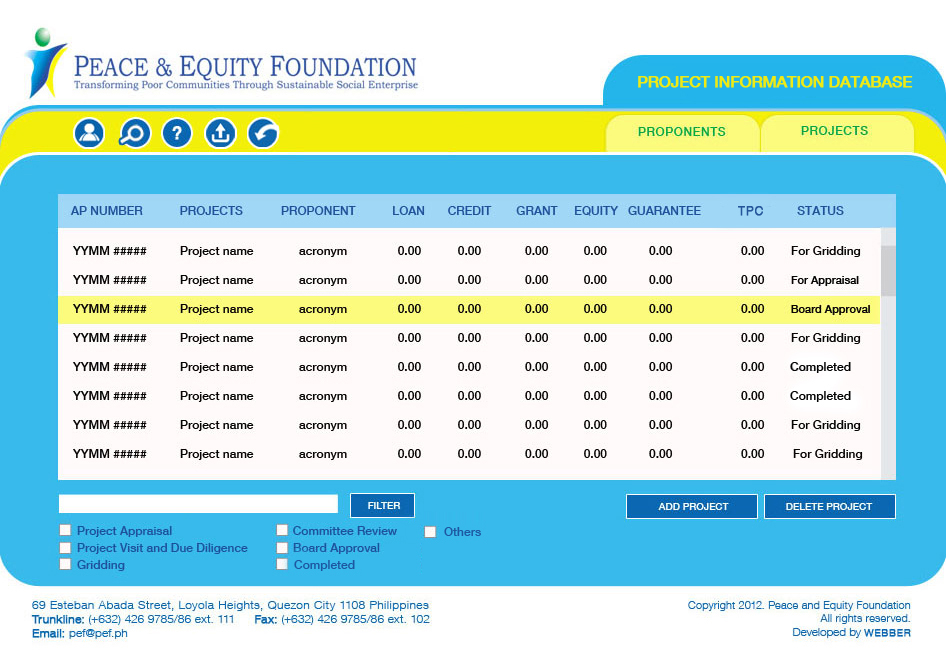 PEACE & EQUITY FOUNDATION
Transforming Poor Communities Through Sustainable Social Enterprise
PROJECT INFORMATION DATABASE
?
PROPONENTS PROJECTS
AP NUMBER PROJECTS PROPONENT LOAN CREDIT GRANT EQUITY GUARANTEE TPC STATUS
YYMM ##### Project name acronym 0.00 0.00 0.00 0.00 0.00 0.00 For Gridding
YYMM ##### Project name acronym 0.00 0.00 0.00 0.00 0.00 0.00 For Appraisal
YYMM ##### Project name acronym 0.00 0.00 0.00 0.00 0.00 0.00 Board Approval
YYMM ##### Project name acronym 0.00 0.00 0.00 0.00 0.00 0.00 For Gridding
YYMM ##### Project name acronym 0.00 0.00 0.00 0.00 0.00 0.00 Completed
YYMM ##### Project name acronym 0.00 0.00 0.00 0.00 0.00 0.00 Completed
YYMM ##### Project name acronym 0.00 0.00 0.00 0.00 0.00 0.00 For Gridding
YYMM ##### Project name acronym 0.00 0.00 0.00 0.00 0.00 0.00 For Gridding
FILTER ADD PROJECT DELETE PROJECT
Project Appraisal Committee Review Others
Project Visit and Due Diligence Board Approval
Gridding Completed
69 Esteban Abada Street, Loyola Heights, Quezon City 1108 Philippines
Trunkline: (+632) 426 9785/86 ext. 111 Fax: (+632) 426 9785/86 ext. 102
Email: pef@pef.ph
Copyright 2012. Peace and Equity Foundation
All rights reserved.
Developed by WEBBER